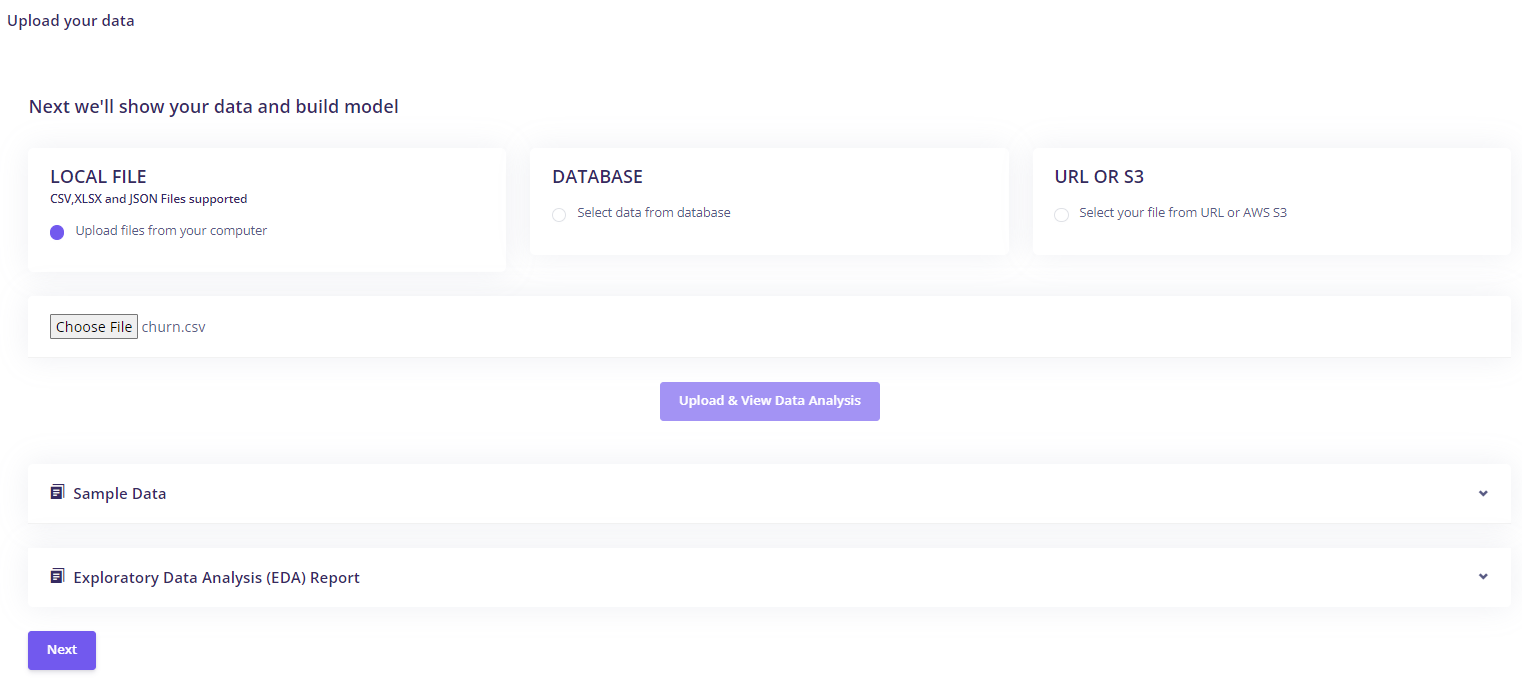 Upload your data
Next we'll show your data and build model
LOCAL FILE
CSV,XLSX and JSON Files supported
Upload files from your computer
DATABASE
Select data from database
URL OR S3
Select your file from URL or AWS S3
Choose File churn.csv
Upload & View Data Analysis
Sample Data
Exploratory Data Analysis (EDA) Report
Next